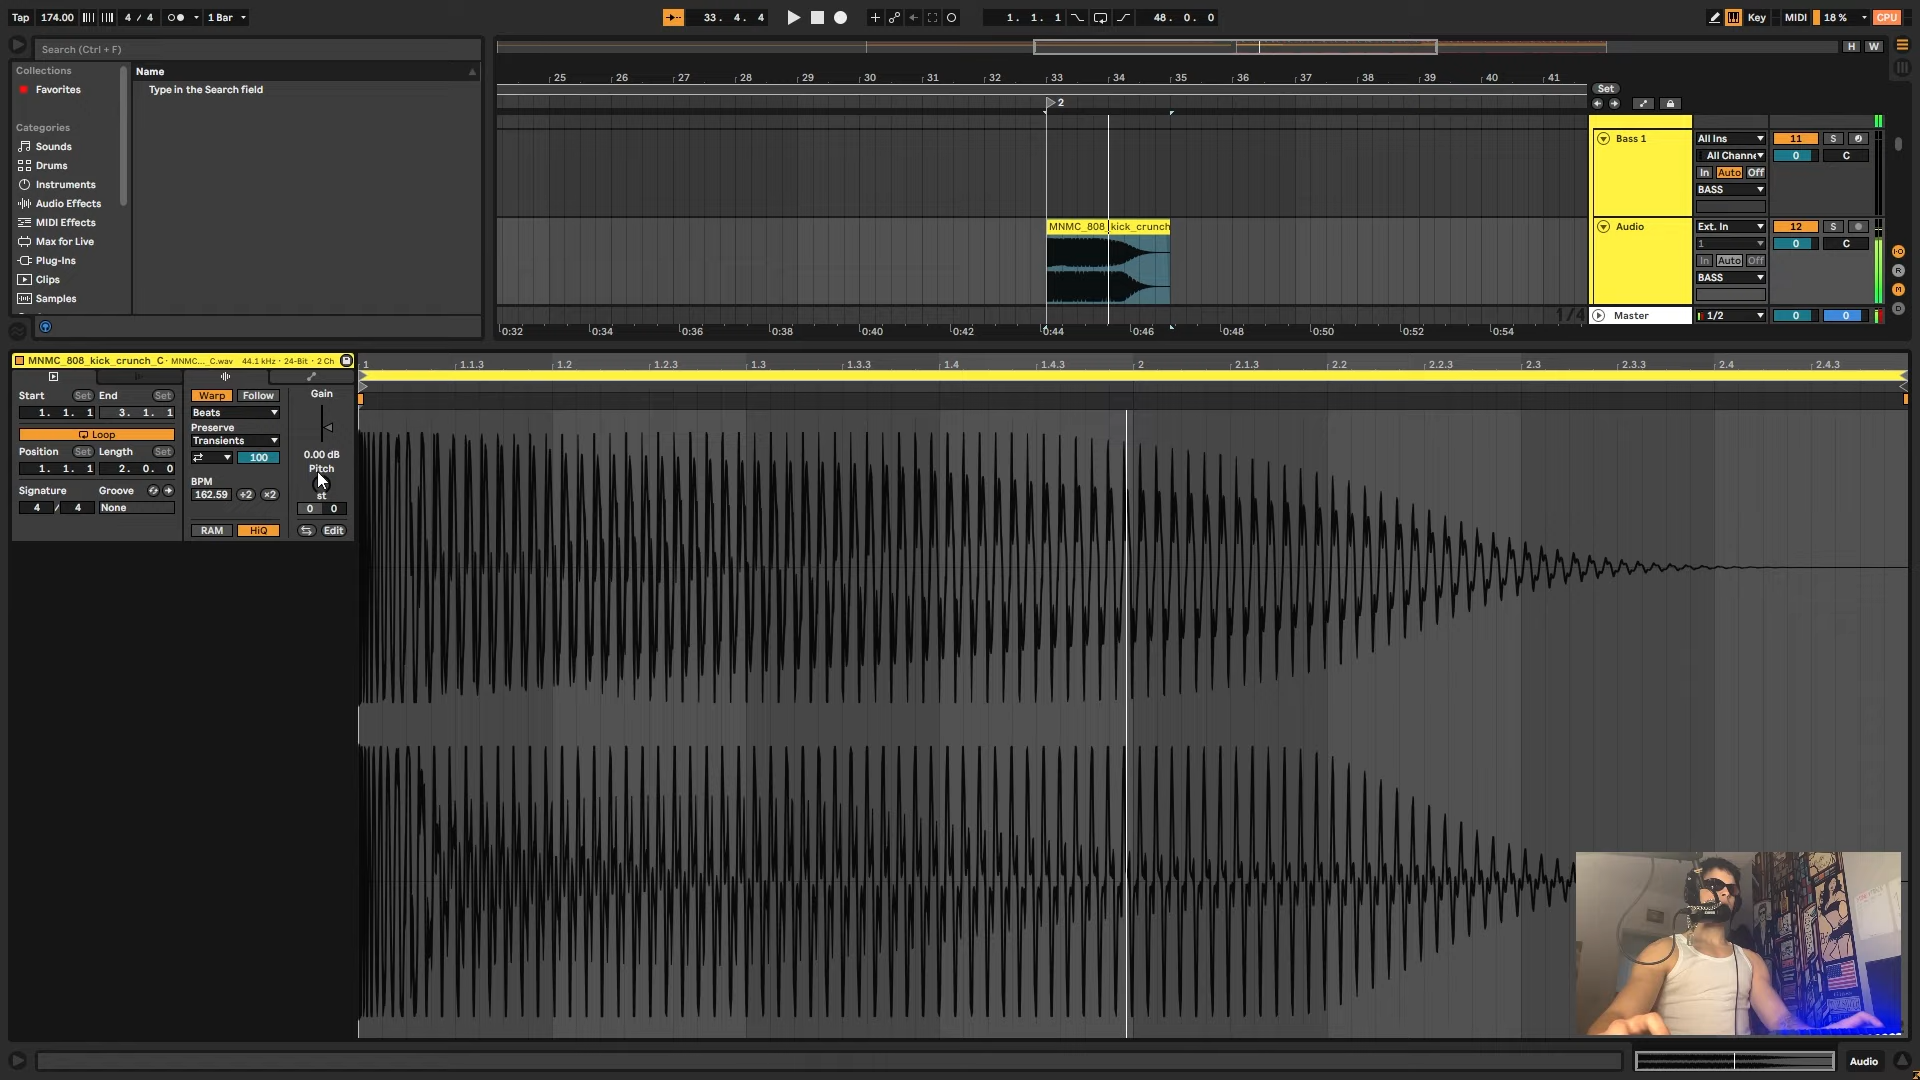 Tap 174.00 4 / 4 1 Bar 33. 4. 4 1. 1. 1 48. 0. 0 Key MIDI 18 % CPU
Search (Ctrl + F)
H W
Collections
Name
Favorites
Type in the Search field
25 26 27 28 29 30 31 32 33 34 35 36 37 38 39 40 41
Set
2
Categories
Sounds
Drums
Instruments
Audio Effects
MIDI Effects
Max for Live
Plug-Ins
Clips
Samples
Bass 1
All Ins
11 S
All Channe
0 C
In Auto Off
BASS
MNMC_808_kick_crunch
Audio
Ext. In
12 S
1
0 C
In Auto Off
BASS
1/4
Master
1/2
0 0
0:32 0:34 0:36 0:38 0:40 0:42 0:44 0:46 0:48 0:50 0:52 0:54
MNMC_808_kick_crunch_C MNMC... C.wav 44.1 kHz 24-Bit 2 Ch
1 1.1.3 1.2 1.2.3 1.3 1.3.3 1.4 1.4.3 2 2.1.3 2.2 2.2.3 2.3 2.3.3 2.4 2.4.3
Start Set End Set
1. 1. 1 3. 1. 1
Loop
Position Set Length Set
1. 1. 1 2. 0. 0
Signature Groove
4 / 4 None
Warp Follow
Beats
Preserve
Transients
100
BPM
162.59 ÷2 ×2
RAM HiQ
Gain
0.00 dB
Pitch
st
0 0
Edit
Audio